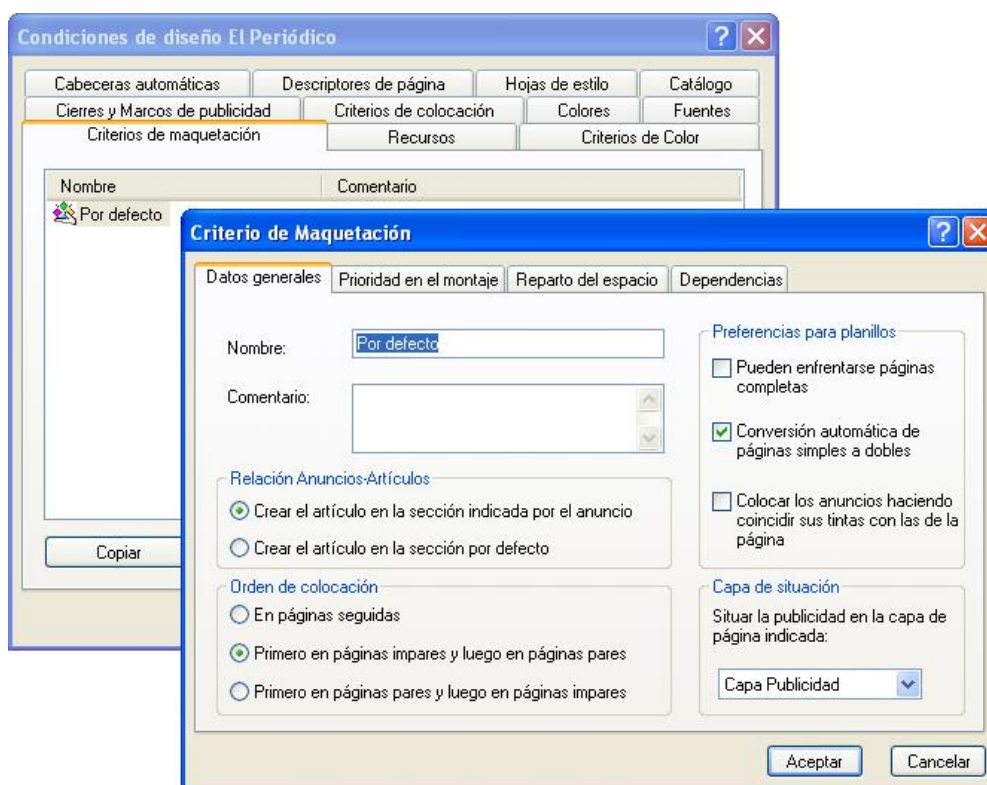 Condiciones de diseño El Periódico
Cabeceras automáticas
Descriptores de página
Hojas de estilo
Catálogo
Cierres y Marcos de publicidad
Criterios de colocación
Colores
Fuentes
Criterios de maquetación
Recursos
Criterios de Color
Nombre
Comentario
Por defecto
Copiar
Criterio de Maquetación
Datos generales
Prioridad en el montaje
Reparto del espacio
Dependencias
Nombre:
Por defecto
Comentario:
Relación Anuncios-Artículos
Crear el artículo en la sección indicada por el anuncio
Crear el artículo en la sección por defecto
Orden de colocación
En páginas seguidas
Primero en páginas impares y luego en páginas pares
Primero en páginas pares y luego en páginas impares
Preferencias para planillos
Pueden enfrentarse páginas
completas
Conversión automática de
páginas simples a dobles
Colocar los anuncios haciendo
coincidir sus tintas con las de la
página
Capa de situación
Situar la publicidad en la capa de
página indicada:
Capa Publicidad
Aceptar
Cancelar